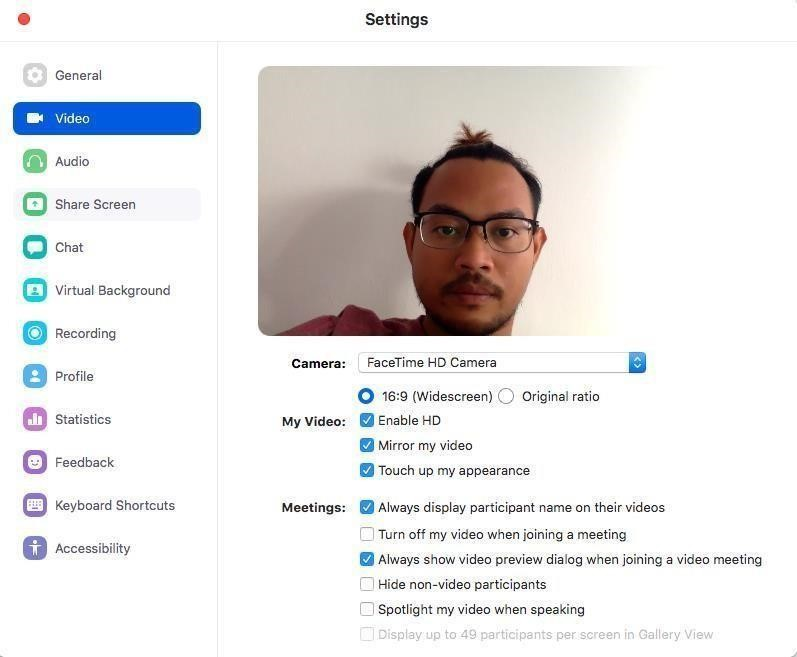 Settings
General
Video
Audio
Share Screen
Chat
Virtual Background
Recording
Profile
Statistics
Feedback
Keyboard Shortcuts
Accessibility
Camera: FaceTime HD Camera
16:9 (Widescreen) Original ratio
My Video: Enable HD
Mirror my video
Touch up my appearance
Meetings: Always display participant name on their videos
Turn off my video when joining a meeting
Always show video preview dialog when joining a video meeting
Hide non-video participants
Spotlight my video when speaking
Display up to 49 participants per screen in Gallery View